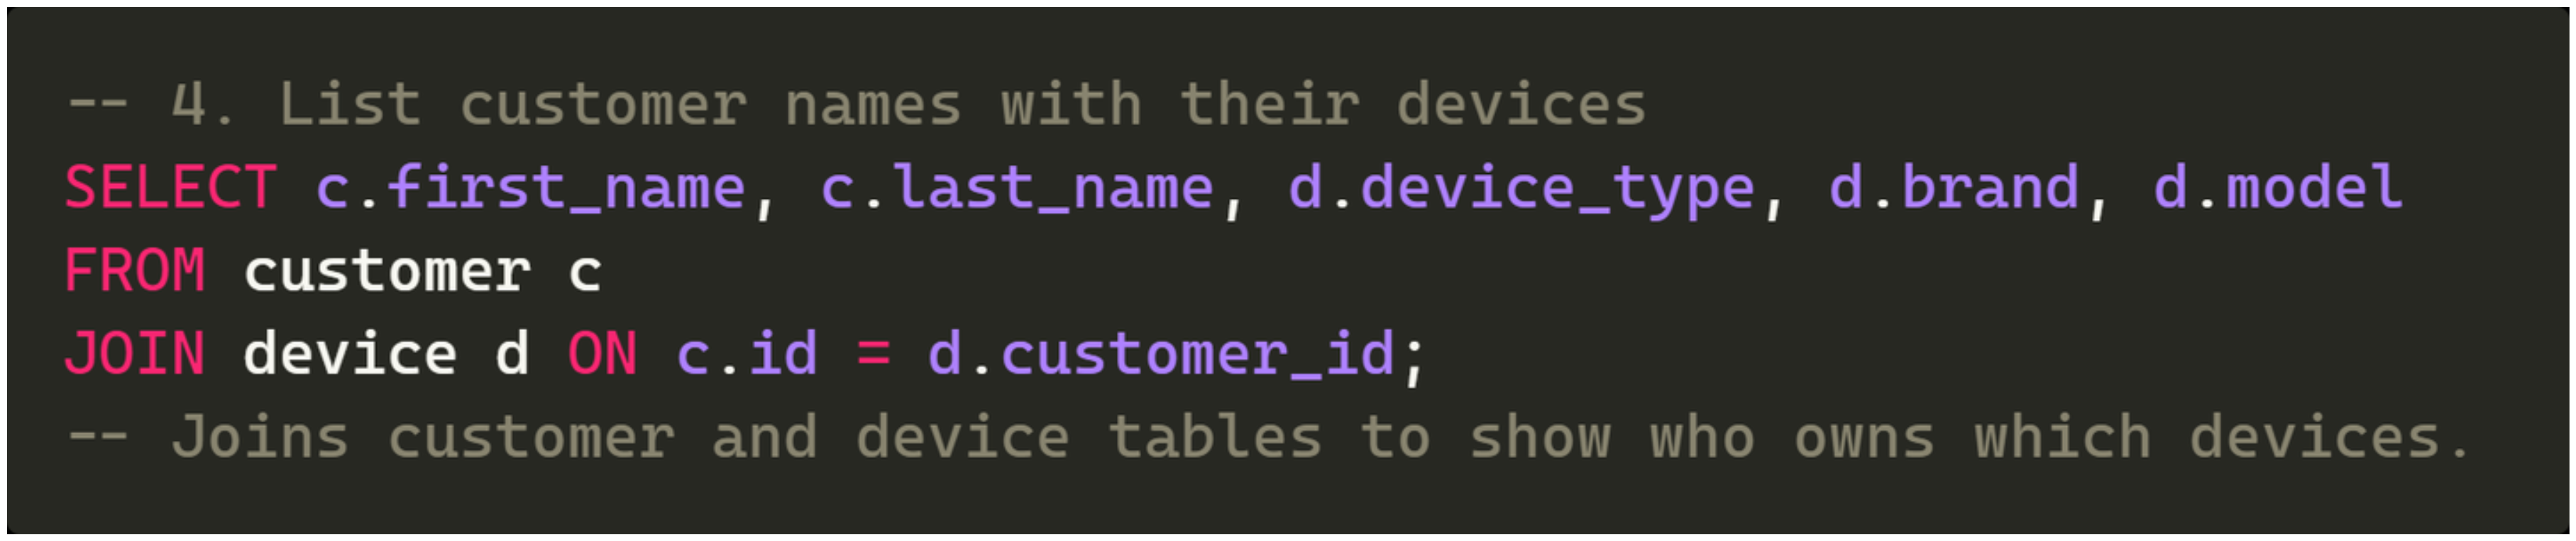 -- 4. List customer names with their devices
SELECT c.first_name, c.last_name, d.device_type, d.brand, d.model
FROM customer c
JOIN device d ON c.id = d.customer_id;
-- Joins customer and device tables to show who owns which devices.